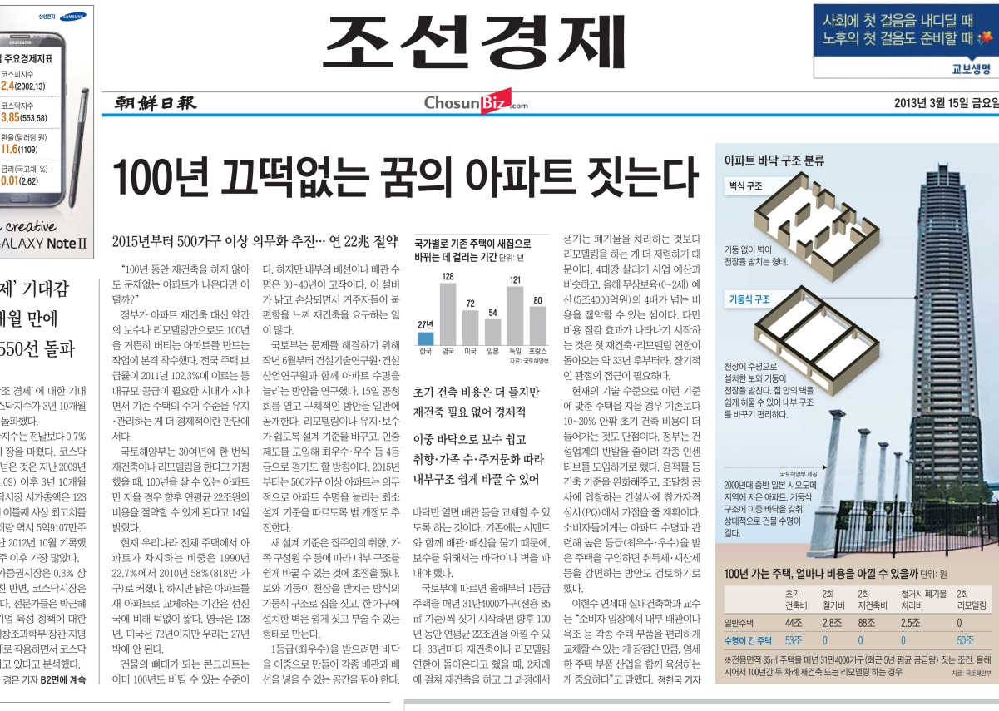 삼성전자 SAMSUNG
SAMSUNG
주요경제지표
코스피지수
2.4(2002.13)
코스닥지수
3.85(553.58)
환율(달러당 원)
11.6(1109)
금리(국고채, %)
0.01(2.62)
creative
GALAXY Note II
조선경제
사회에 첫 걸음을 내디딜 때
노후의 첫 걸음도 준비할 때
교보생명
朝鮮日報
ChosunBiz.com
2013년 3월 15일 금요일
제’ 기대감
개월 만에
550선 돌파
조 경제’에 대한 기대
스닥지수가 3년 10개월
돌파했다.
지수는 전날보다 0.7%
장을 마쳤다. 코스닥
넘은 것은 지난 2009년
.09) 이후 3년 10개월
닥시장 시가총액은 123
이틀째 사상 최고치를
래량 역시 5억9107만주
난 2012년 10월 기록했
주 이후 가장 많았다.
가증권시장은 0.3% 상
진 반면, 코스닥시장은
다. 전문가들은 박근혜
기업 육성 정책에 대한
래창조과학부 장관 지명
대로 작용하면서 코스닥
하고 있다고 분석했다.
이경은 기자 B2면에 계속
100년 끄떡없는 꿈의 아파트 짓는다
2015년부터 500가구 이상 의무화 추진… 연 22兆 절약
“100년 동안 재건축을 하지 않아
도 문제없는 아파트가 나온다면 어
떨까?”
정부가 아파트 재건축 대신 약간
의 보수나 리모델링만으로도 100년
을 거뜬히 버티는 아파트를 만드는
작업에 본격 착수했다. 전국 주택 보
급률이 2011년 102.3%에 이르는 등
대규모 공급이 필요한 시대가 지나
면서 기존 주택의 주거 수준을 유지
·관리하는 게 더 경제적이란 판단에
서다.
국토해양부는 30여년에 한 번씩
재건축이나 리모델링을 한다고 가정
했을 때, 100년을 살 수 있는 아파트
만 지을 경우 향후 연평균 22조원의
비용을 절약할 수 있게 된다고 14일
밝혔다.
현재 우리나라 전체 주택에서 아
파트가 차지하는 비중은 1990년
22.7%에서 2010년 58%(818만 가
구)로 커졌다. 하지만 낡은 아파트를
새 아파트로 교체하는 기간은 선진
국에 비해 턱없이 짧다. 영국은 128
년, 미국은 72년이지만 우리는 27년
밖에 안 된다.
건물의 뼈대가 되는 콘크리트는
이미 100년도 버틸 수 있는 수준이
다. 하지만 내부의 배선이나 배관 수
명은 30~40년이 고작이다. 이 설비
가 낡고 손상되면서 거주자들이 불
편함을 느껴 재건축을 요구하는 일
이 많다.
국토부는 문제를 해결하기 위해
작년 6월부터 건설기술연구원·건설
산업연구원과 함께 아파트 수명을
늘리는 방안을 연구했다. 15일 공청
회를 열고 구체적인 방안을 일반에
공개한다. 리모델링이나 유지·보수
가 쉽도록 설계 기준을 바꾸고, 인증
제도를 도입해 최우수·우수 등 4등
급으로 평가도 할 방침이다. 2015년
부터는 500가구 이상 아파트는 의무
적으로 아파트 수명을 늘리는 최소
설계 기준을 따르도록 법 개정도 추
진한다.
새 설계 기준은 집주인의 취향, 가
족 구성원 수 등에 따라 내부 구조를
쉽게 바꿀 수 있는 것에 초점을 뒀다.
보와 기둥이 천장을 받치는 방식의
기둥식 구조로 집을 짓고, 한 가구에
설치한 벽은 쉽게 짓고 부술 수 있는
형태로 만든다.
1등급(최우수)을 받으려면 바닥
을 이중으로 만들어 각종 배관과 배
선을 넣을 수 있는 공간을 둬야 한다.
국가별로 기존 주택이 새집으로
바뀌는 데 걸리는 기간 단위: 년
27년 128 72 54 121 80
한국 영국 미국 일본 독일 프랑스
자료: 국토해양부
초기 건축 비용은 더 들지만
재건축 필요 없어 경제적
이중 바닥으로 보수 쉽고
취향·가족 수·주거문화 따라
내부구조 쉽게 바꿀 수 있어
바닥만 열면 배관 등을 교체할 수 있
도록 하는 것이다. 기존에는 시멘트
와 함께 배관·배선을 묻기 때문에,
보수를 위해서는 바닥이나 벽을 파
내야 했다.
국토부에 따르면 올해부터 1등급
주택을 매년 31만4000가구(전용 85
㎡ 기준)씩 짓기 시작하면 향후 100
년 동안 연평균 22조원을 아낄 수 있
다. 33년마다 재건축이나 리모델링
연한이 돌아온다고 했을 때, 2차례
에 걸쳐 재건축을 하고 그 과정에서
생기는 폐기물을 처리하는 것보다
리모델링을 하는 게 더 저렴하기 때
문이다. 4대강 살리기 사업 예산과
비슷하고, 올해 무상보육(0~2세) 예
산(5조4000억원)의 4배가 넘는 비
용을 절약할 수 있는 셈이다. 다만
비용 절감 효과가 나타나기 시작하
는 것은 첫 재건축·리모델링 연한이
돌아오는 약 33년 후부터라, 장기적
인 관점의 접근이 필요하다.
현재의 기술 수준으로 이런 기준
에 맞춘 주택을 지을 경우 기존보다
10~20% 안팎 초기 건축 비용이 더
들어가는 것도 단점이다. 정부는 건
설업계의 반발을 줄이려 각종 인센
티브를 도입하기로 했다. 용적률 등
건축 기준을 완화해주고, 조달청 공
사에 입찰하는 건설사에 참가자격
심사(PQ)에서 가점을 줄 계획이다.
소비자들에게는 아파트 수명과 관
련해 높은 등급(최우수·우수)을 받
은 주택을 구입하면 취득세·재산세
등을 감면하는 방안도 검토하기로
했다.
이현수 연세대 실내건축학과 교수
는 “소비자 입장에서 내부 배관이나
욕조 등 각종 주택 부품을 편리하게
교체할 수 있는 게 장점인 만큼, 영세
한 주택 부품 산업을 함께 육성하는
게 중요하다”고 말했다. 정한국 기자
아파트 바닥 구조 분류
벽식 구조
기둥 없이 벽이
천장을 받치는 형태.
기둥식 구조
천장에 수평으로
설치한 보와 기둥이
천장을 받친다. 집 안의 벽을
쉽게 허물 수 있어 내부 구조
를 바꾸기 편리하다.
국토해양부 제공
2000년대 중반 일본 시오도메
지역에 지은 아파트. 기둥식
구조에 이중 바닥을 갖춰
상대적으로 건물 수명이
길다.
100년 가는 주택, 얼마나 비용을 아낄 수 있을까 단위: 원
초기 건축비 2회 철거비 2회 재건축비 철거시 폐기물 처리비 2회 리모델링
일반주택 44조 2.8조 88조 2.5조 0
수명이 긴 주택 53조 0 0 0 50조
※전용면적 85㎡ 주택을 매년 31만4000가구(최근 5년 평균 공급량) 짓는 조건. 올해
지어서 100년간 두 차례 재건축 또는 리모델링 하는 경우
자료: 국토해양부